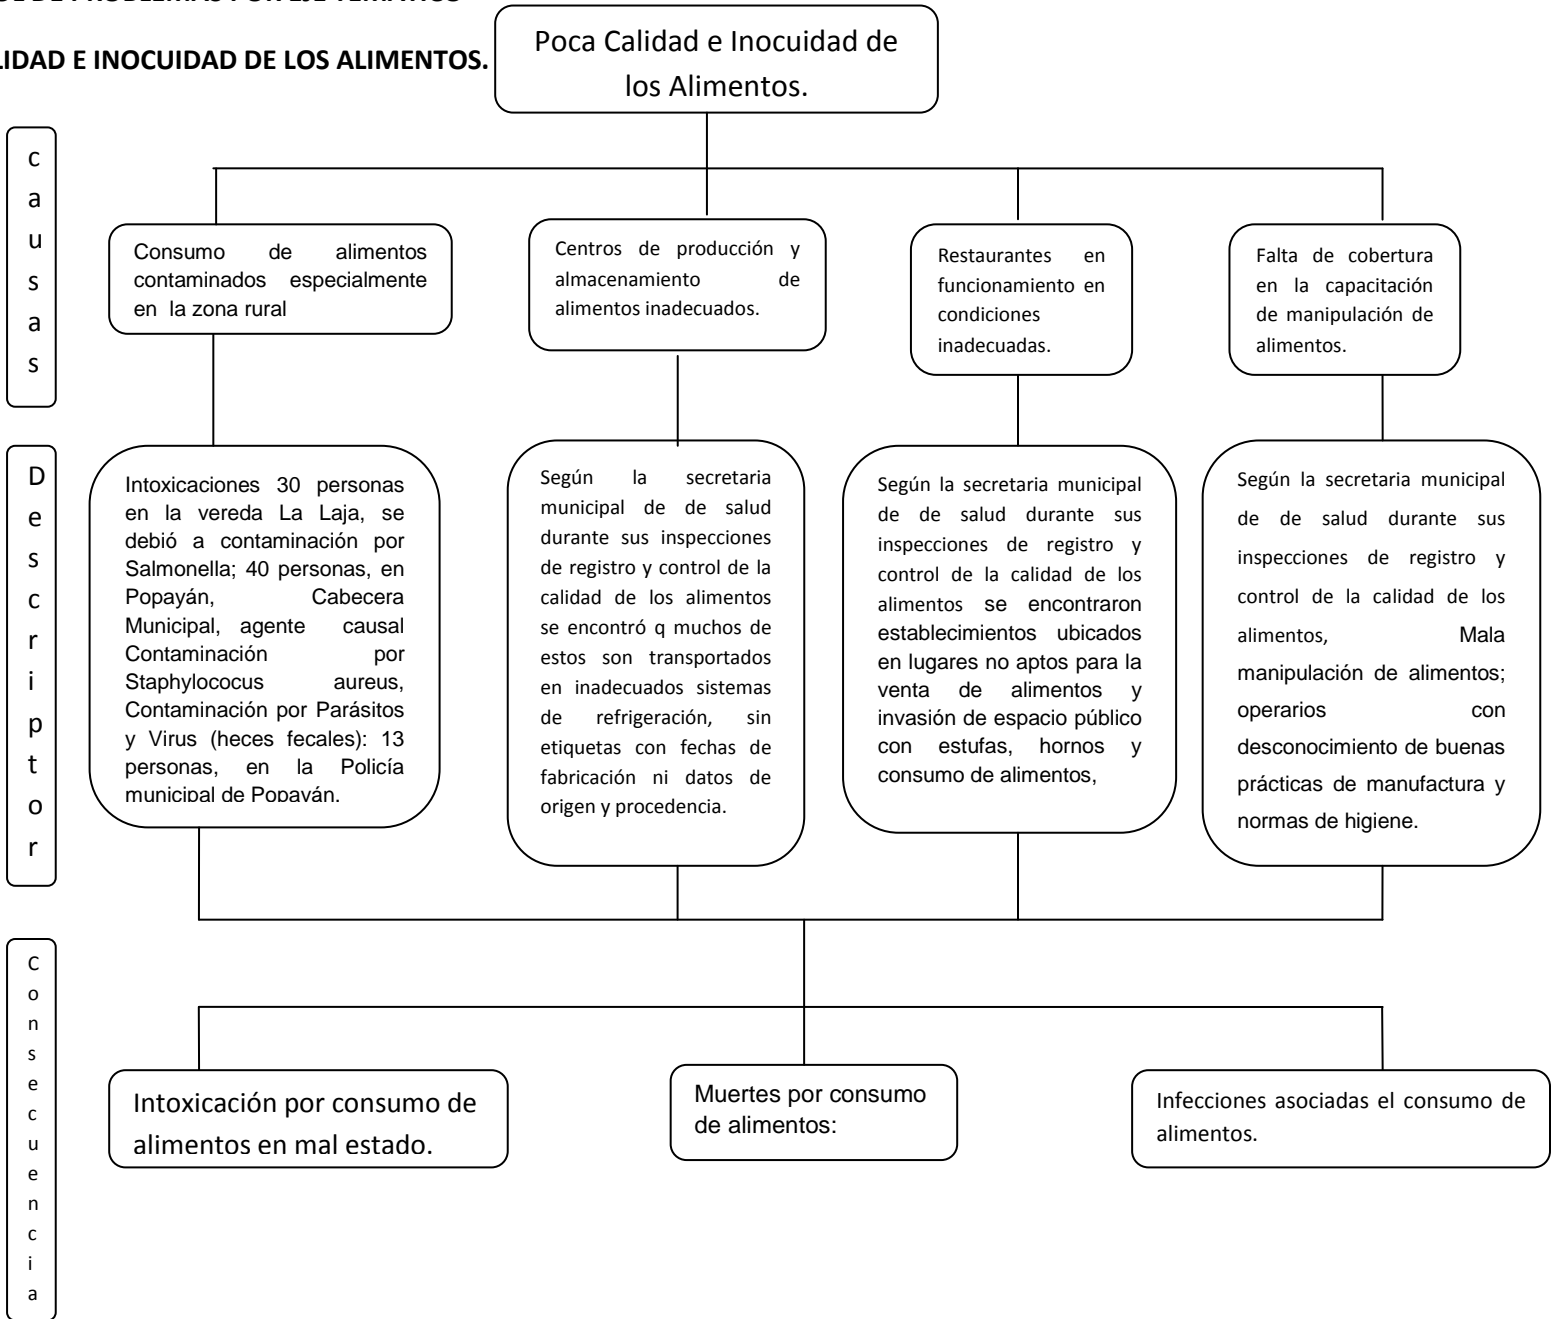 DE PROBLEMAS POR EJE TEMÁTICO
LIDAD E INOCUIDAD DE LOS ALIMENTOS.
Poca Calidad e Inocuidad de
los Alimentos.
c
a
u
s
a
s
Consumo de alimentos
contaminados especialmente
en la zona rural
Centros de producción y
almacenamiento de
alimentos inadecuados.
Restaurantes en
funcionamiento en
condiciones
inadecuadas.
Falta de cobertura
en la capacitación
de manipulación de
alimentos.
D
e
s
c
r
i
p
t
o
r
Intoxicaciones 30 personas
en la vereda La Laja, se
debió a contaminación por
Salmonella; 40 personas, en
Popayán, Cabecera
Municipal, agente causal
Contaminación por
Staphylococus aureus,
Contaminación por Parásitos
y Virus (heces fecales): 13
personas, en la Policía
municipal de Popayán.
Según la secretaria
municipal de de salud
durante sus inspecciones
de registro y control de la
calidad de los alimentos
se encontró q muchos de
estos son transportados
en inadecuados sistemas
de refrigeración, sin
etiquetas con fechas de
fabricación ni datos de
origen y procedencia.
Según la secretaria municipal
de de salud durante sus
inspecciones de registro y
control de la calidad de los
alimentos se encontraron
establecimientos ubicados
en lugares no aptos para la
venta de alimentos y
invasión de espacio público
con estufas, hornos y
consumo de alimentos,
Según la secretaria municipal
de de salud durante sus
inspecciones de registro y
control de la calidad de los
alimentos, Mala
manipulación de alimentos;
operarios con
desconocimiento de buenas
prácticas de manufactura y
normas de higiene.
C
o
n
s
e
c
u
e
n
c
i
a
Intoxicación por consumo de
alimentos en mal estado.
Muertes por consumo
de alimentos:
Infecciones asociadas el consumo de
alimentos.